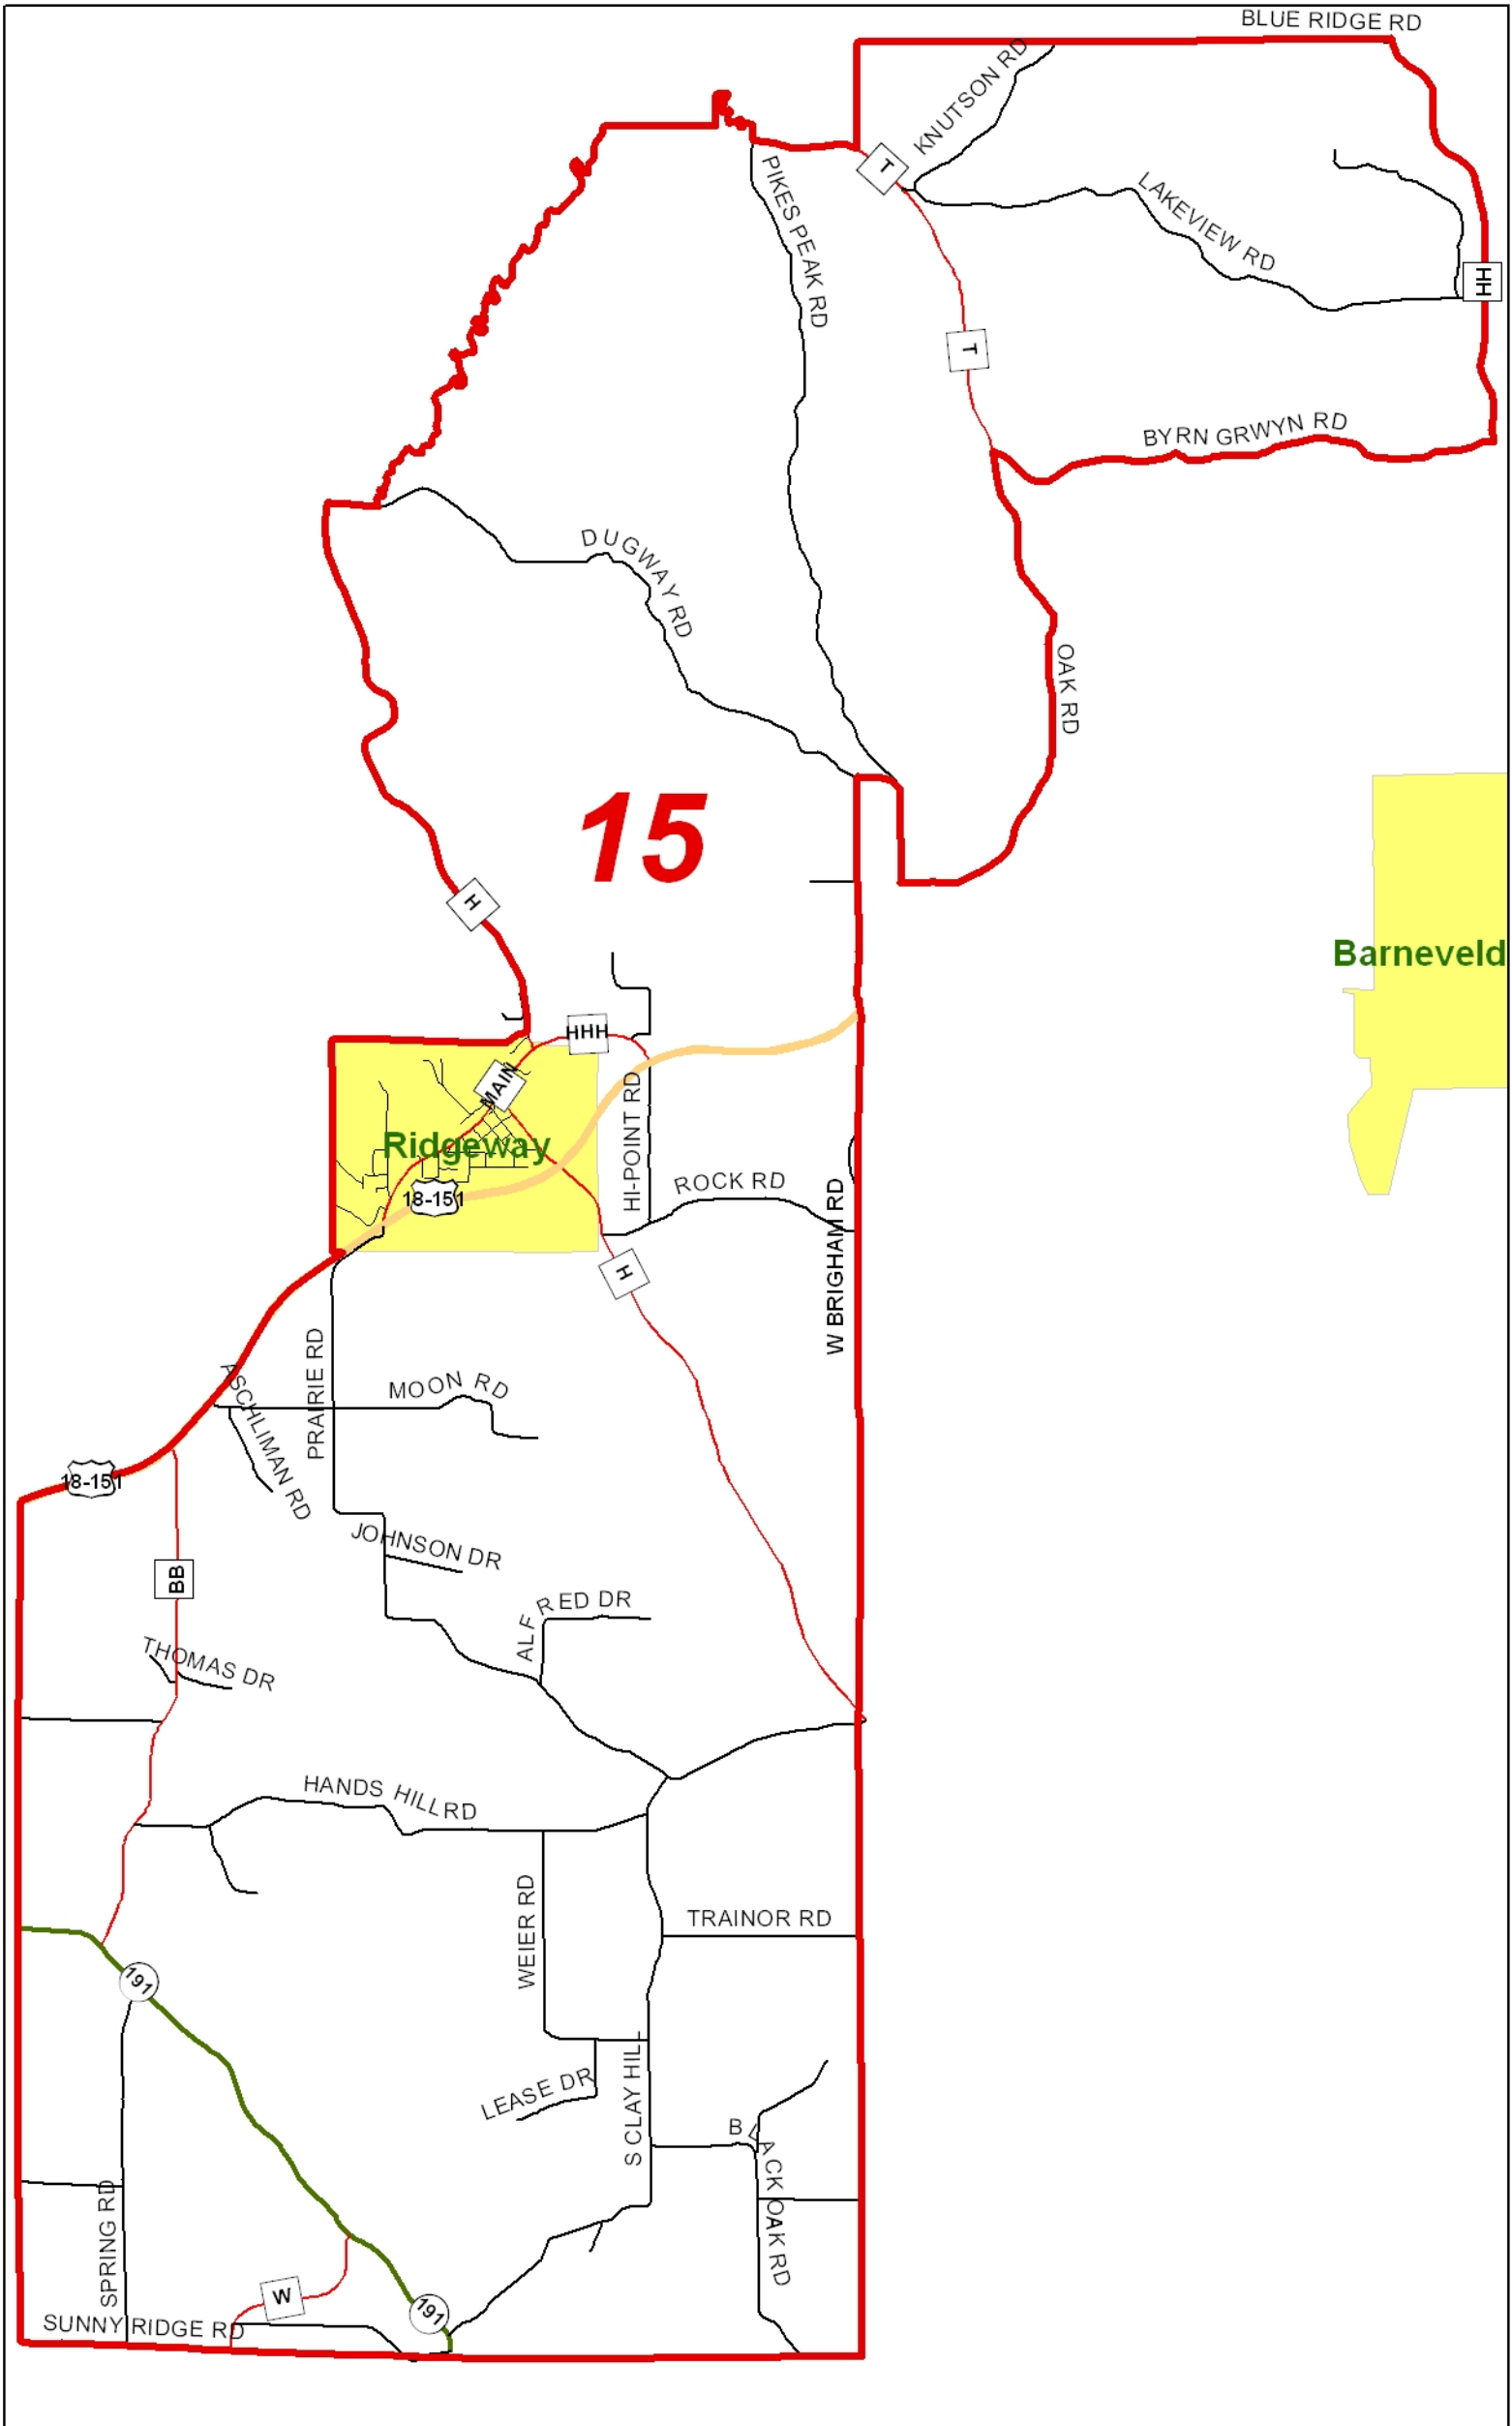 BLUE RIDGE RD
KNUTSON RD
T
PIKES PEAK RD
LAKEVIEW RD
HH
T
BYRN GRWYN RD
DUGWAY RD
OAK RD
15
H
Barneveld
HHH
MAIN
HI-POINT RD
Ridgeway
18-151
ROCK RD
W BRIGHAM RD
H
PRAIRIE RD
ASCHLIMAN RD
MOON RD
18-151
JOHNSON DR
BB
ALFRED DR
THOMAS DR
HANDS HILL RD
WEIER RD
TRAINOR RD
191
LEASE DR
S CLAY HILL
BLACK OAK RD
SPRING RD
W
191
SUNNY RIDGE RD